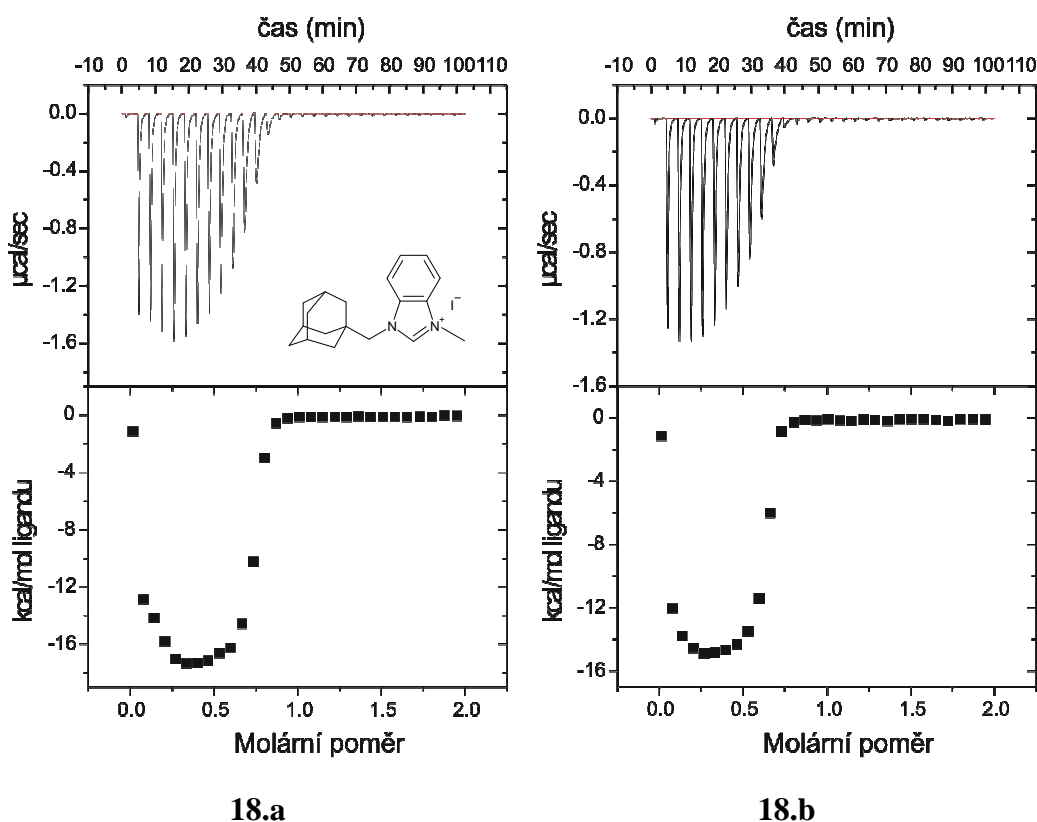 čas (min)
-10 0 10 20 30 40 50 60 70 80 90 100 110
0.0
-0.4
-0.8
-1.2
-1.6
µcal/sec
N
N+
I−
0
-4
-8
-12
-16
kcal/mol ligandu
0.0 0.5 1.0 1.5 2.0
Molární poměr
18.a
čas (min)
-10 0 10 20 30 40 50 60 70 80 90 100 110
0.0
-0.4
-0.8
-1.2
-1.6
µcal/sec
0
-4
-8
-12
-16
kcal/mol ligandu
0.0 0.5 1.0 1.5 2.0
Molární poměr
18.b